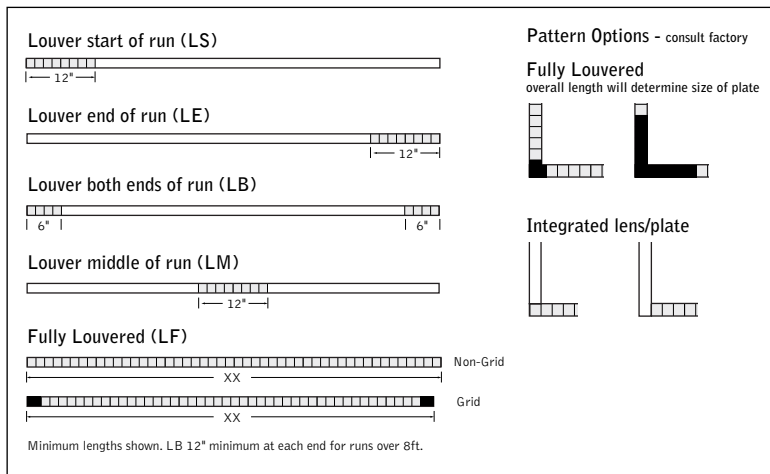 Louver start of run (LS)
12"
Louver end of run (LE)
12"
Louver both ends of run (LB)
6"
6"
Louver middle of run (LM)
12"
Fully Louvered (LF)
Non-Grid
XX
Grid
XX
Minimum lengths shown. LB 12" minimum at each end for runs over 8ft.
Pattern Options - consult factory
Fully Louvered
overall length will determine size of plate
Integrated lens/plate